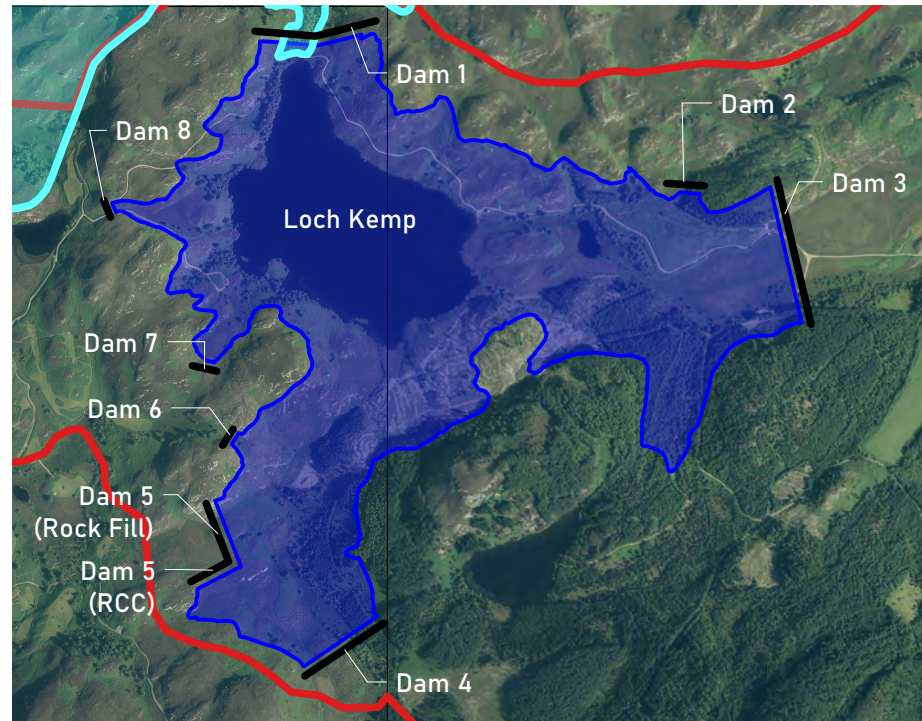 Dam 1
Dam 2
Dam 8
Dam 3
Loch Kemp
Dam 7
Dam 6
Dam 5
(Rock Fill)
Dam 5
(RCC)
Dam 4